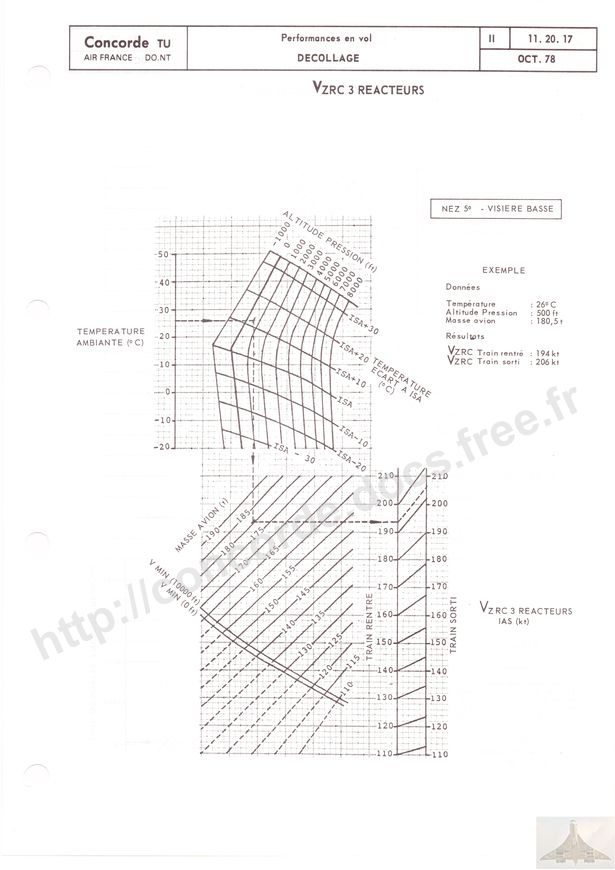 Concorde TU
AIR FRANCE DO.NT
Performances en vol
DECOLLAGE
II
11. 20. 17
OCT. 78
VZRC 3 REACTEURS
NEZ 5° - VISIERE BASSE
ALTITUDE PRESSION (ft)
-1000
0
1000
2000
3000
4000
5000
6000
7000
8000
50
40
30
20
10
0
-10
-20
TEMPERATURE
AMBIANTE (°C)
ISA+30
ISA+20
ISA+10
ISA
ISA-10
ISA-20
ISA - 30
TEMPERATURE
ECART A ISA
(°C)
EXEMPLE
Données
Température : 26° C
Altitude Pression : 500 ft
Masse avion : 180,5 t
Résultats
VZRC Train rentré : 194 kt
VZRC Train sorti : 206 kt
MASSE AVION (t)
190
185
180
175
170
165
160
155
150
145
140
135
130
125
120
115
110
V MIN (10000 ft)
V MIN (0 ft)
210
200
190
180
170
160
150
140
130
120
110
TRAIN RENTRE
210
200
190
180
170
160
150
140
130
120
110
TRAIN SORTI
VZRC 3 REACTEURS
IAS (kt)
http://concorde.docs.free.fr